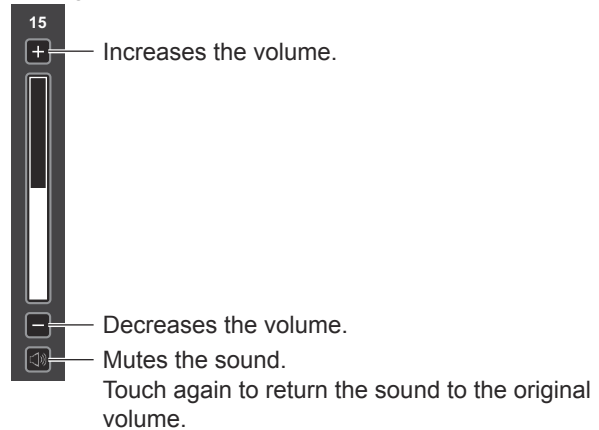 15
+
Increases the volume.
−
Decreases the volume.
Mutes the sound.
Touch again to return the sound to the original
volume.